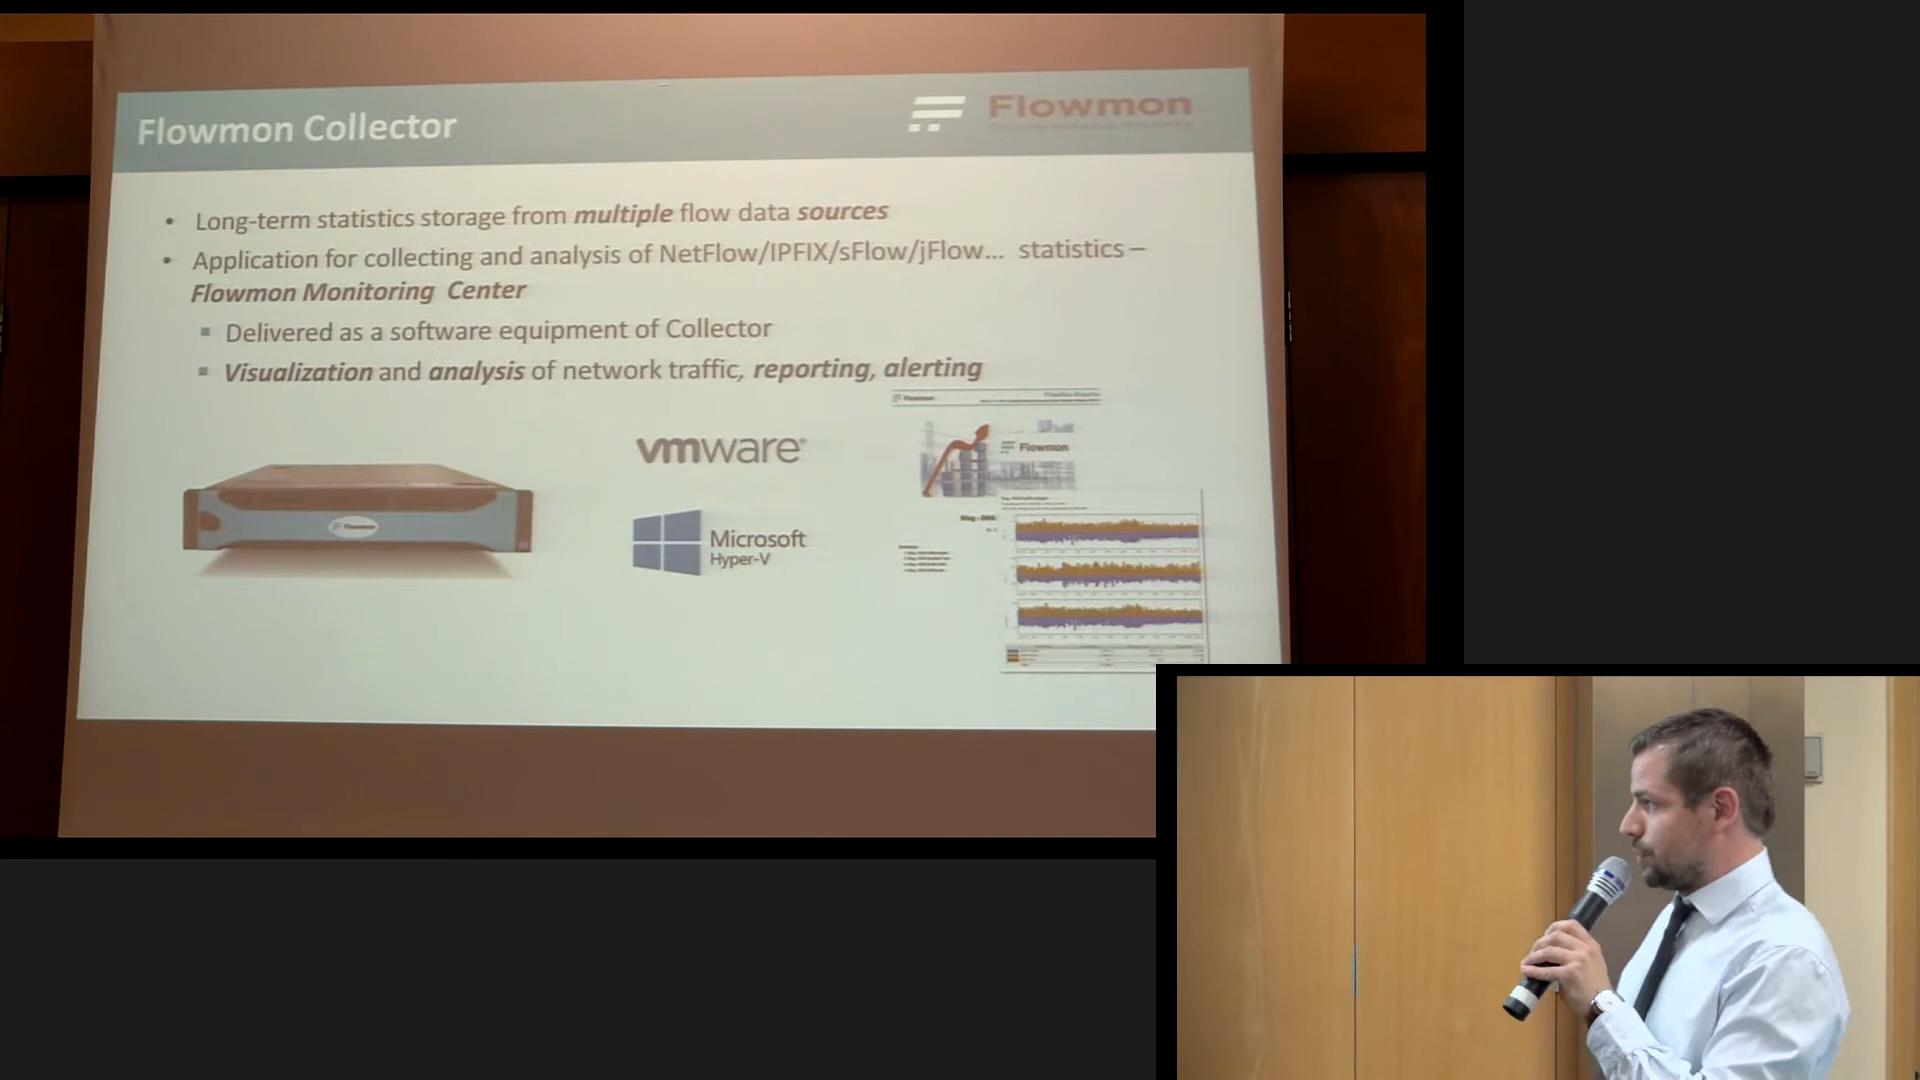 Flowmon Collector
Flowmon
• Long-term statistics storage from multiple flow data sources
• Application for collecting and analysis of NetFlow/IPFIX/sFlow/jFlow... statistics –
Flowmon Monitoring Center
▪ Delivered as a software equipment of Collector
▪ Visualization and analysis of network traffic, reporting, alerting
Flowmon
vmware
Flowmon
Flowmon
Microsoft
Hyper-V